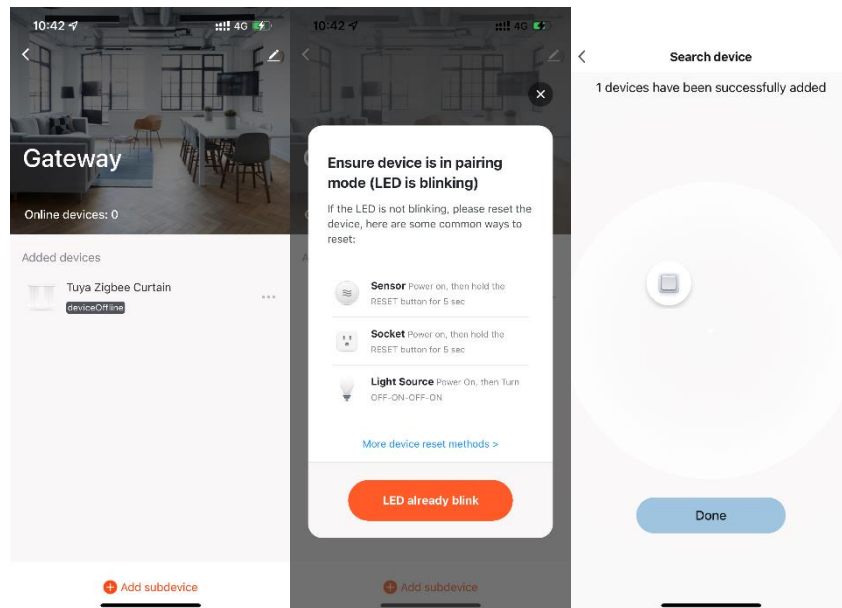 10:42
4G
Gateway
Online devices: 0
Added devices
Tuya Zigbee Curtain
deviceOffline
Add subdevice
10:42
4G
Ensure device is in pairing
mode (LED is blinking)
If the LED is not blinking, please reset the
device, here are some common ways to
reset:
Sensor Power on, then hold the
RESET button for 5 sec
Socket Power on, then hold the
RESET button for 5 sec
Light Source Power On, then Turn
OFF-ON-OFF-ON
More device reset methods >
LED already blink
Add subdevice
Search device
1 devices have been successfully added
Done